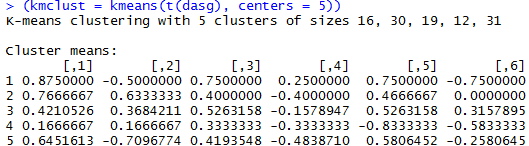 > (kmclust = kmeans(t(dasg), centers = 5))
K-means clustering with 5 clusters of sizes 16, 30, 19, 12, 31
Cluster means:
[,1] [,2] [,3] [,4] [,5] [,6]
1 0.8750000 -0.5000000 0.7500000 0.2500000 0.7500000 -0.7500000
2 0.7666667 0.6333333 0.4000000 -0.4000000 0.4666667 0.0000000
3 0.4210526 0.3684211 0.5263158 -0.1578947 0.5263158 0.3157895
4 0.1666667 0.1666667 0.3333333 -0.3333333 -0.8333333 -0.5833333
5 0.6451613 -0.7096774 0.4193548 -0.4838710 0.5806452 -0.2580645